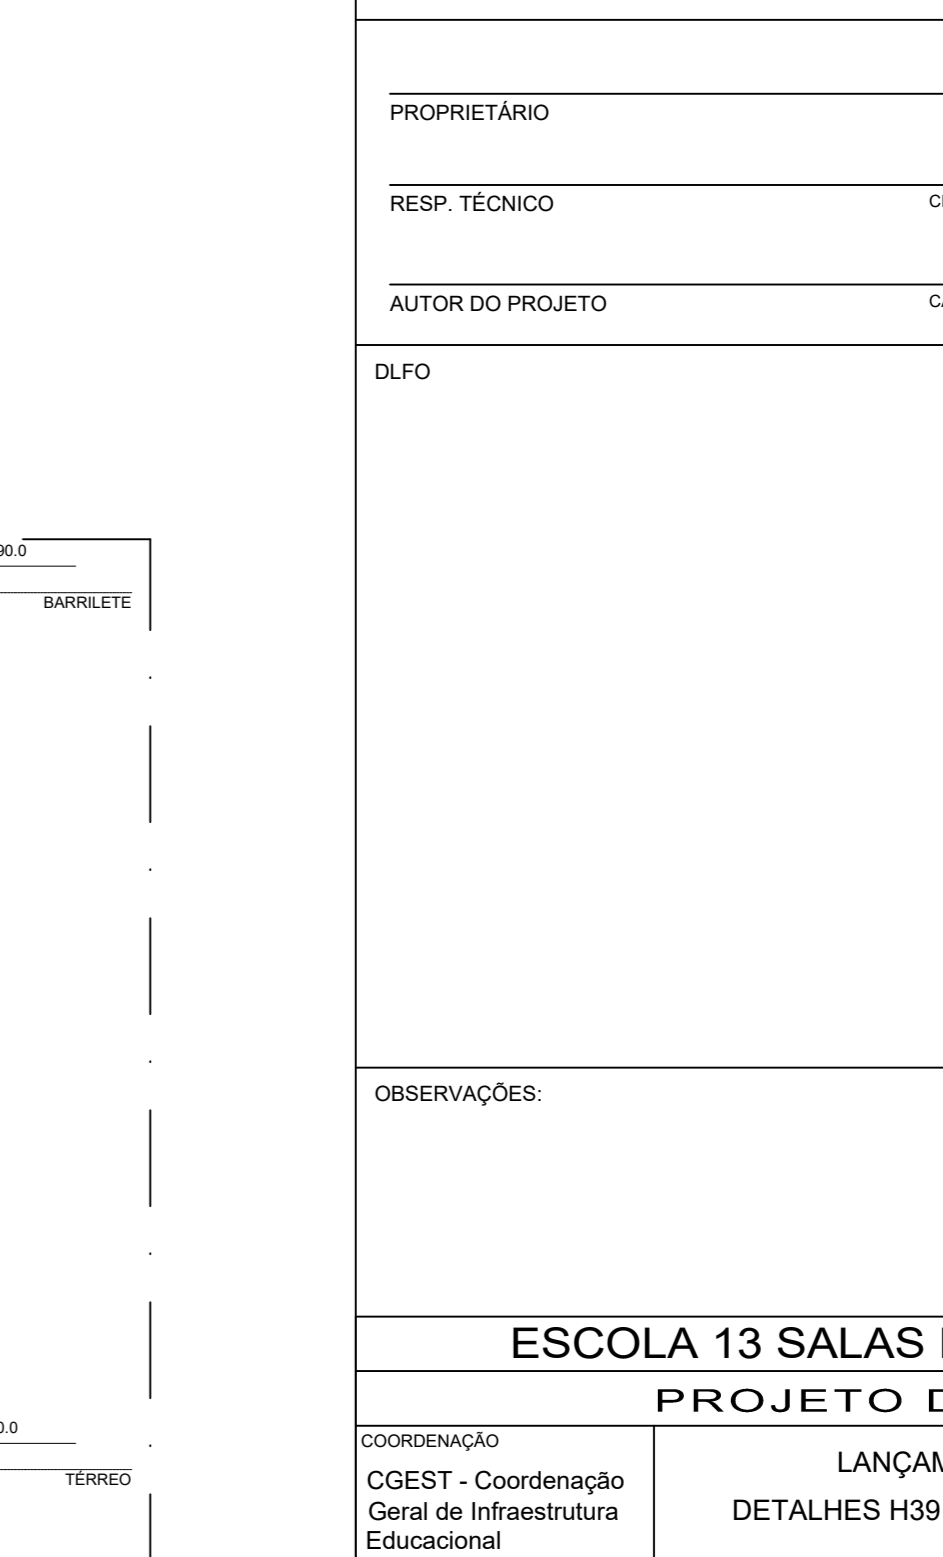 PROPRIETÁRIO
RESP. TÉCNICO
AUTOR DO PROJETO
DLFO
BARRILETE
OBSERVAÇÕES:
ESCOLA 13 SALAS
PROJETO
COORDENAÇÃO
CGEST - Coordenação
Geral de Infraestrutura
Educacional
DETALHES H39
TÉRREO